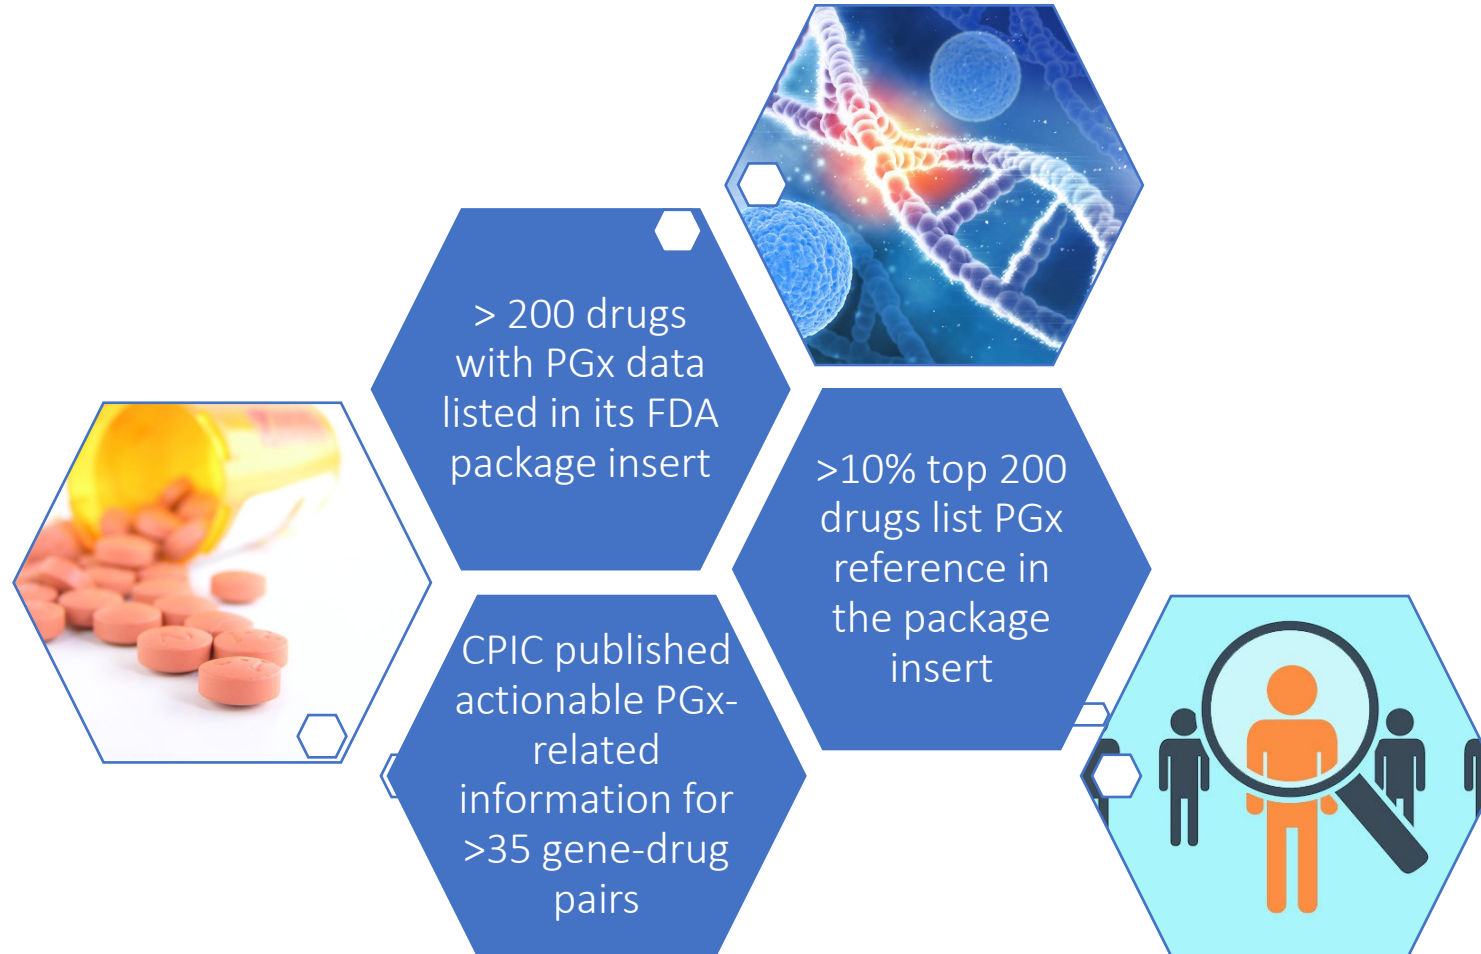 > 200 drugs
with PGx data
listed in its FDA
package insert
>10% top 200
drugs list PGx
reference in
the package
insert
CPIC published
actionable PGx-
related
information for
>35 gene-drug
pairs